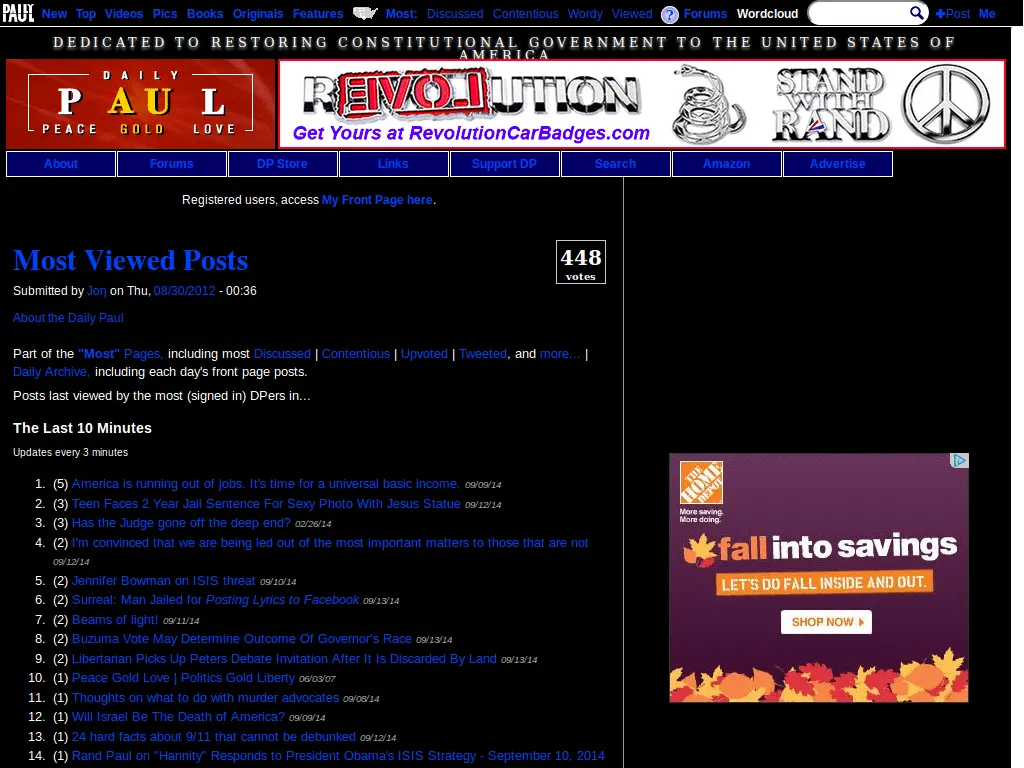 DAILY PAUL New Top Videos Pics Books Originals Features Most: Discussed Contentious Wordy Viewed ? Forums Wordcloud +Post Me
DEDICATED TO RESTORING CONSTITUTIONAL GOVERNMENT TO THE UNITED STATES OF
AMERICA
DAILY
PAUL
PEACE GOLD LOVE
REVOLUTION
Get Yours at RevolutionCarBadges.com
STAND
WITH
RAND
About Forums DP Store Links Support DP Search Amazon Advertise
Registered users, access My Front Page here.
Most Viewed Posts
448
votes
Submitted by Joη on Thu, 08/30/2012 - 00:36
About the Daily Paul
Part of the "Most" Pages, including most Discussed | Contentious | Upvoted | Tweeted, and more... |
Daily Archive, including each day's front page posts.
Posts last viewed by the most (signed in) DPers in...
The Last 10 Minutes
Updates every 3 minutes
1. (5) America is running out of jobs. It's time for a universal basic income. 09/09/14
2. (3) Teen Faces 2 Year Jail Sentence For Sexy Photo With Jesus Statue 09/12/14
3. (3) Has the Judge gone off the deep end? 02/26/14
4. (2) I'm convinced that we are being led out of the most important matters to those that are not
09/12/14
5. (2) Jennifer Bowman on ISIS threat 09/10/14
6. (2) Surreal: Man Jailed for Posting Lyrics to Facebook 09/13/14
7. (2) Beams of light! 09/11/14
8. (2) Buzuma Vote May Determine Outcome Of Governor's Race 09/13/14
9. (2) Libertarian Picks Up Peters Debate Invitation After It Is Discarded By Land 09/13/14
10. (1) Peace Gold Love | Politics Gold Liberty 06/03/07
11. (1) Thoughts on what to do with murder advocates 09/08/14
12. (1) Will Israel Be The Death of America? 09/09/14
13. (1) 24 hard facts about 9/11 that cannot be debunked 09/12/14
14. (1) Rand Paul on "Hannity" Responds to President Obama's ISIS Strategy - September 10, 2014
THE
HOME
DEPOT
More saving.
More doing.
fall into savings
LET'S DO FALL INSIDE AND OUT.
SHOP NOW